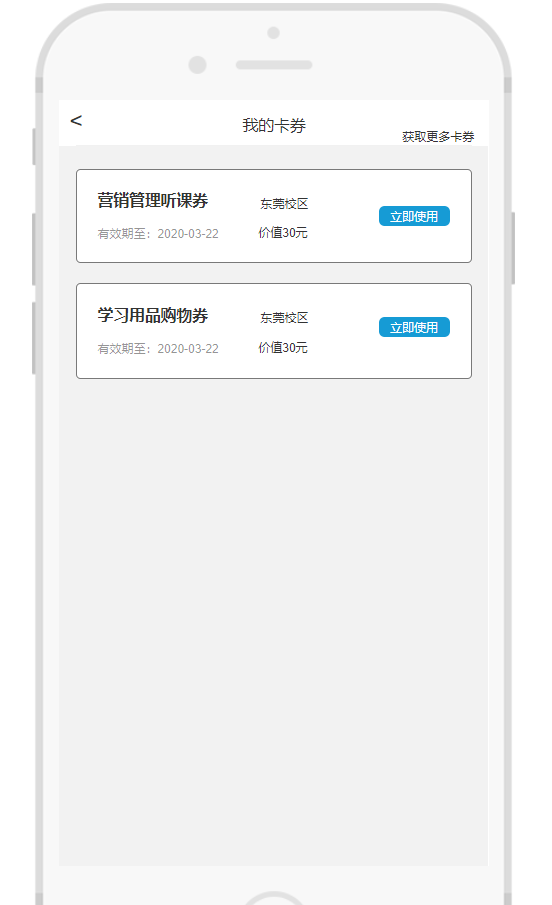 <
我的卡券
获取更多卡券
营销管理听课券
东莞校区
立即使用
有效期至：2020-03-22
价值30元
学习用品购物券
东莞校区
立即使用
有效期至：2020-03-22
价值30元